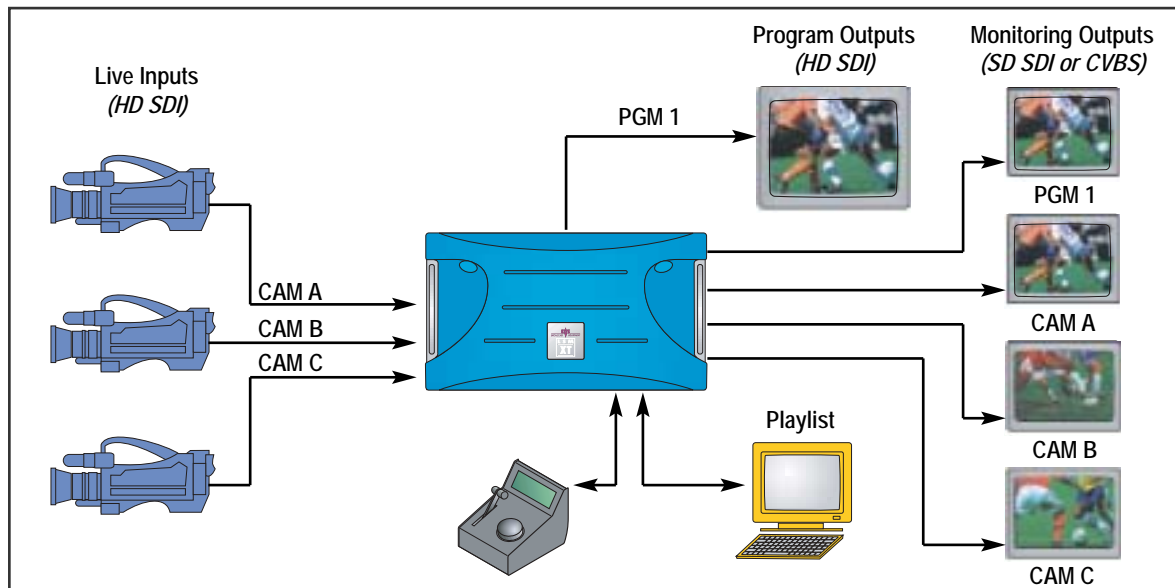 Live Inputs
(HD SDI)
Program Outputs
(HD SDI)
Monitoring Outputs
(SD SDI or CVBS)
PGM 1
PGM 1
CAM A
CAM B
CAM C
CAM A
CAM B
CAM C
Playlist
XT